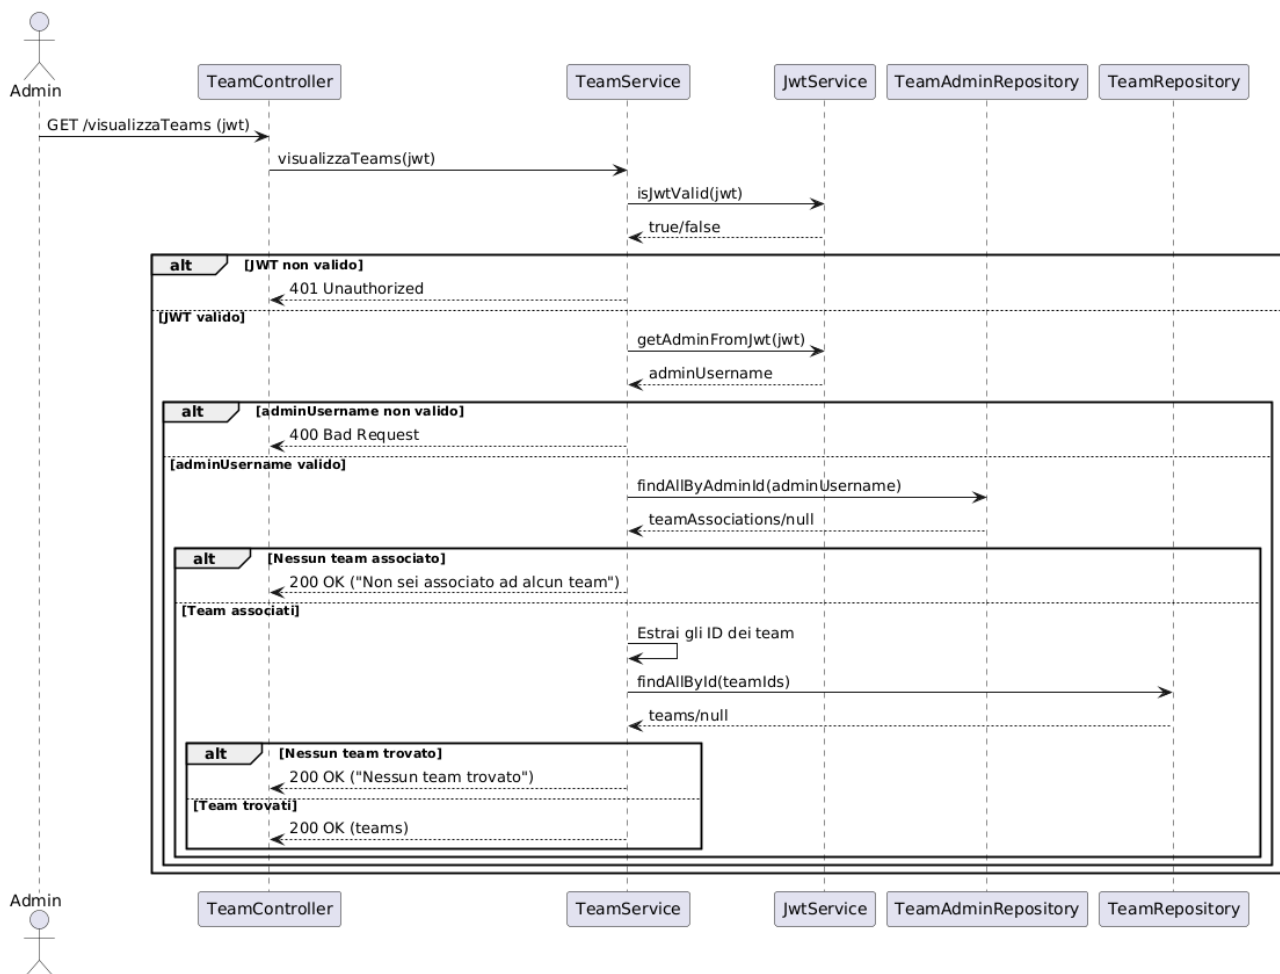 Admin
TeamController
TeamService
JwtService
TeamAdminRepository
TeamRepository
GET /visualizzaTeams (jwt)
visualizzaTeams(jwt)
isJwtValid(jwt)
true/false
alt [JWT non valido]
401 Unauthorized
[JWT valido]
getAdminFromJwt(jwt)
adminUsername
alt [adminUsername non valido]
400 Bad Request
[adminUsername valido]
findAllByAdminId(adminUsername)
teamAssociations/null
alt [Nessun team associato]
200 OK ("Non sei associato ad alcun team")
[Team associati]
Estrai gli ID dei team
findAllById(teamIds)
teams/null
alt [Nessun team trovato]
200 OK ("Nessun team trovato")
[Team trovati]
200 OK (teams)
Admin
TeamController
TeamService
JwtService
TeamAdminRepository
TeamRepository